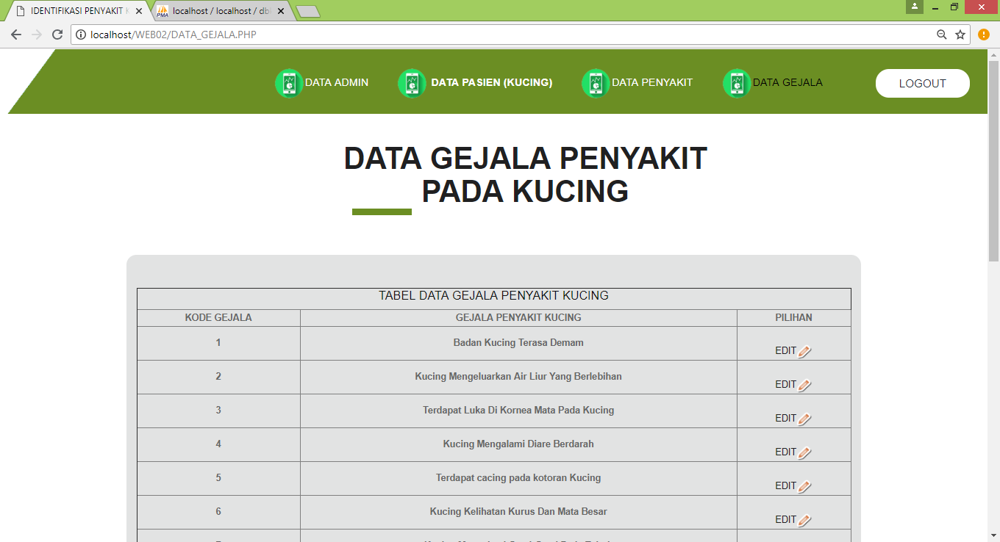 IDENTIFIKASI PENYAKIT
PMA
localhost / localhost / db
localhost/WEB02/DATA_GEJALA.PHP
DATA ADMIN
DATA PASIEN (KUCING)
DATA PENYAKIT
DATA GEJALA
LOGOUT
DATA GEJALA PENYAKIT
PADA KUCING
TABEL DATA GEJALA PENYAKIT KUCING
KODE GEJALA GEJALA PENYAKIT KUCING PILIHAN
1 Badan Kucing Terasa Demam EDIT
2 Kucing Mengeluarkan Air Liur Yang Berlebihan EDIT
3 Terdapat Luka Di Kornea Mata Pada Kucing EDIT
4 Kucing Mengalami Diare Berdarah EDIT
5 Terdapat cacing pada kotoran Kucing EDIT
6 Kucing Kelihatan Kurus Dan Mata Besar EDIT